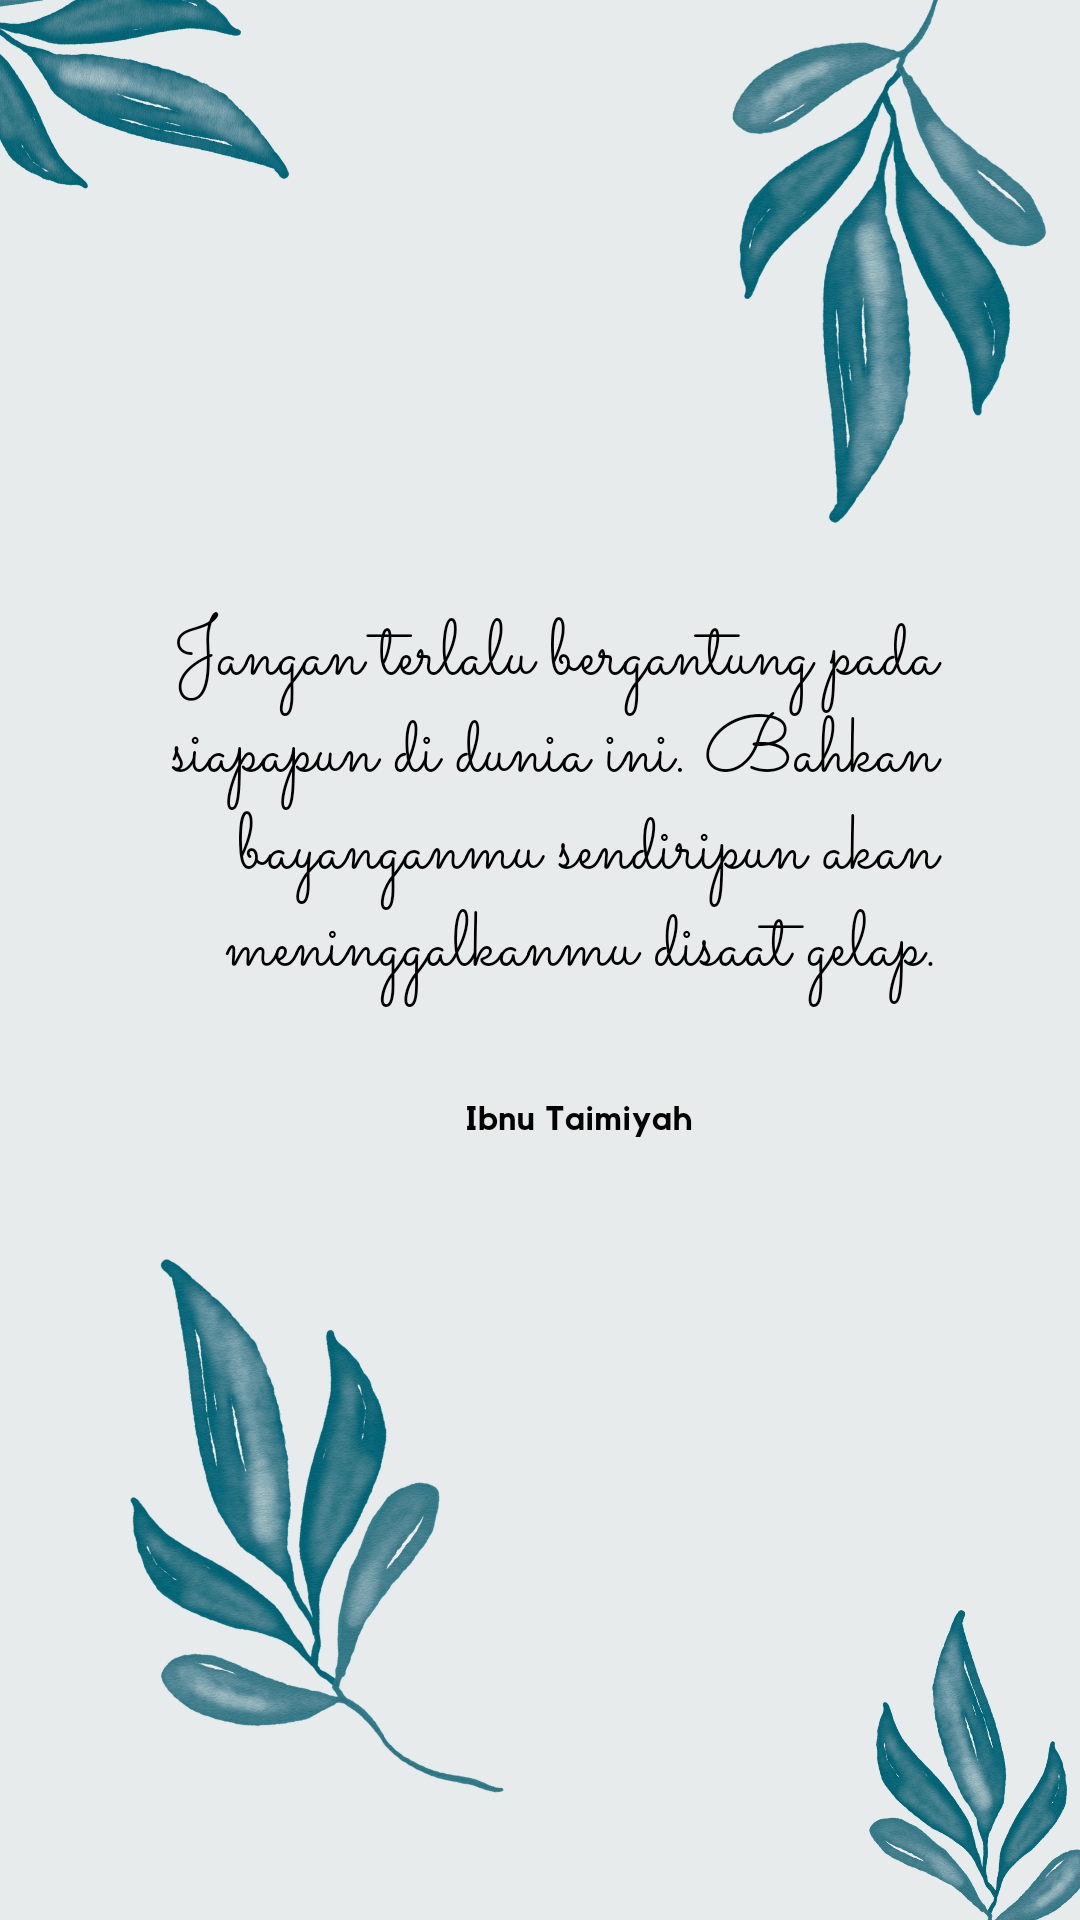 Jangan terlalu bergantung pada
siapapun di dunia ini. Bahkan
bayanganmu sendiripun akan
meninggalkanmu disaat gelap.
Ibnu Taimiyah